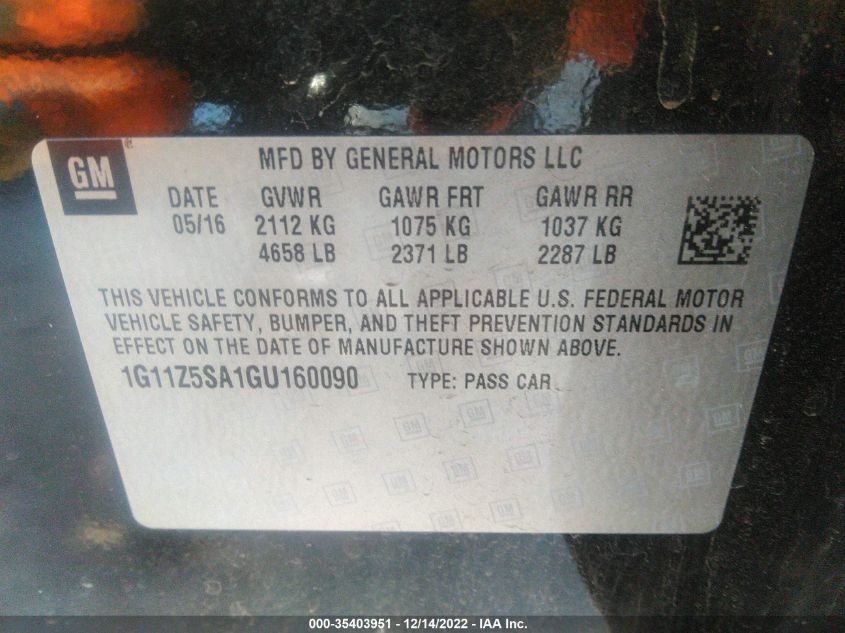 GM
MFD BY GENERAL MOTORS LLC
DATE GVWR GAWR FRT GAWR RR
05/16 2112 KG 1075 KG 1037 KG
4658 LB 2371 LB 2287 LB
THIS VEHICLE CONFORMS TO ALL APPLICABLE U.S. FEDERAL MOTOR
VEHICLE SAFETY, BUMPER, AND THEFT PREVENTION STANDARDS IN
EFFECT ON THE DATE OF MANUFACTURE SHOWN ABOVE.
1G11Z5SA1GU160090 TYPE: PASS CAR
000-35403951 - 12/14/2022 - IAA Inc.